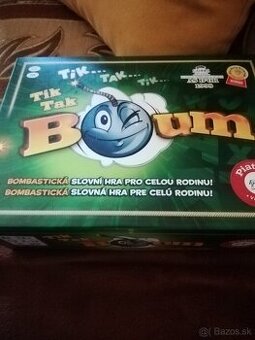 TIK... TAK... TIK...
Tik
Tak
Boum
BOMBASTICKÁ SLOVNÍ HRA PRO CELOU RODINU!
BOMBASTICKÁ SLOVNÁ HRA PRE CELÚ RODINU!
Piat
© Bazos.sk